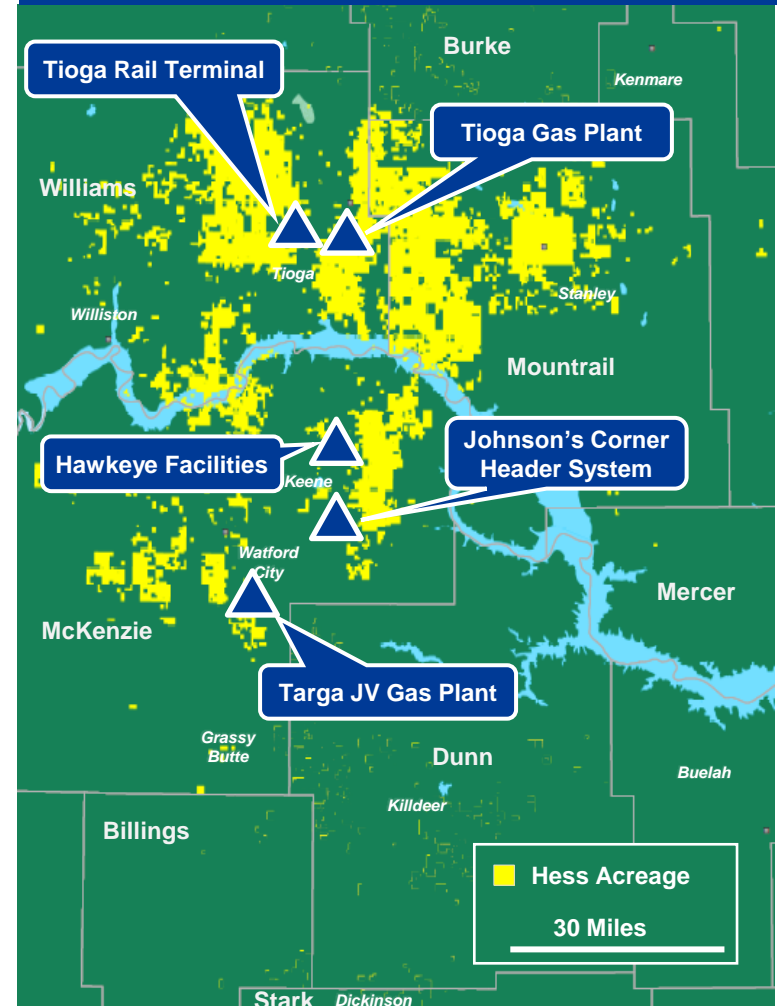 Burke
Tioga Rail Terminal
Kenmare
Tioga Gas Plant
Williams
Tioga
Stanley
Williston
Mountrail
Johnson's Corner
Header System
Hawkeye Facilities
Keene
Watford
City
Mercer
McKenzie
Targa JV Gas Plant
Grassy
Butte
Dunn
Buelah
Killdeer
Billings
Hess Acreage
30 Miles
Stark
Dickinson